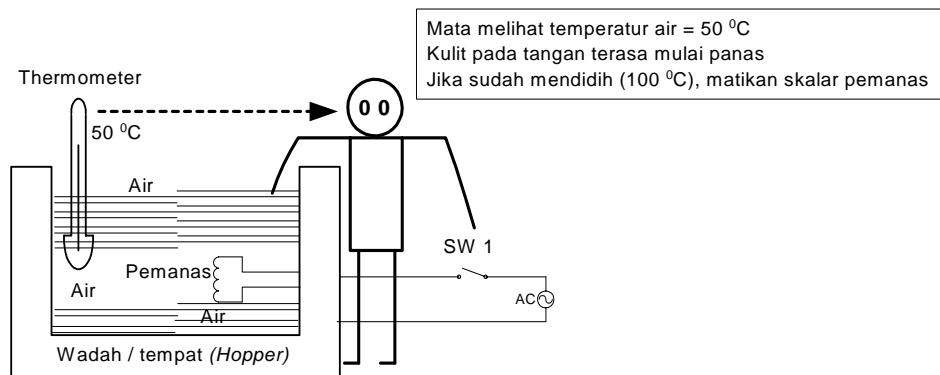 Mata melihat temperatur air = 50 ⁰C
Kulit pada tangan terasa mulai panas
Jika sudah mendidih (100 ⁰C), matikan skalar pemanas
Thermometer
0 0
50 ⁰C
Air
SW 1
Pemanas
Air
AC
Air
Wadah / tempat (Hopper)